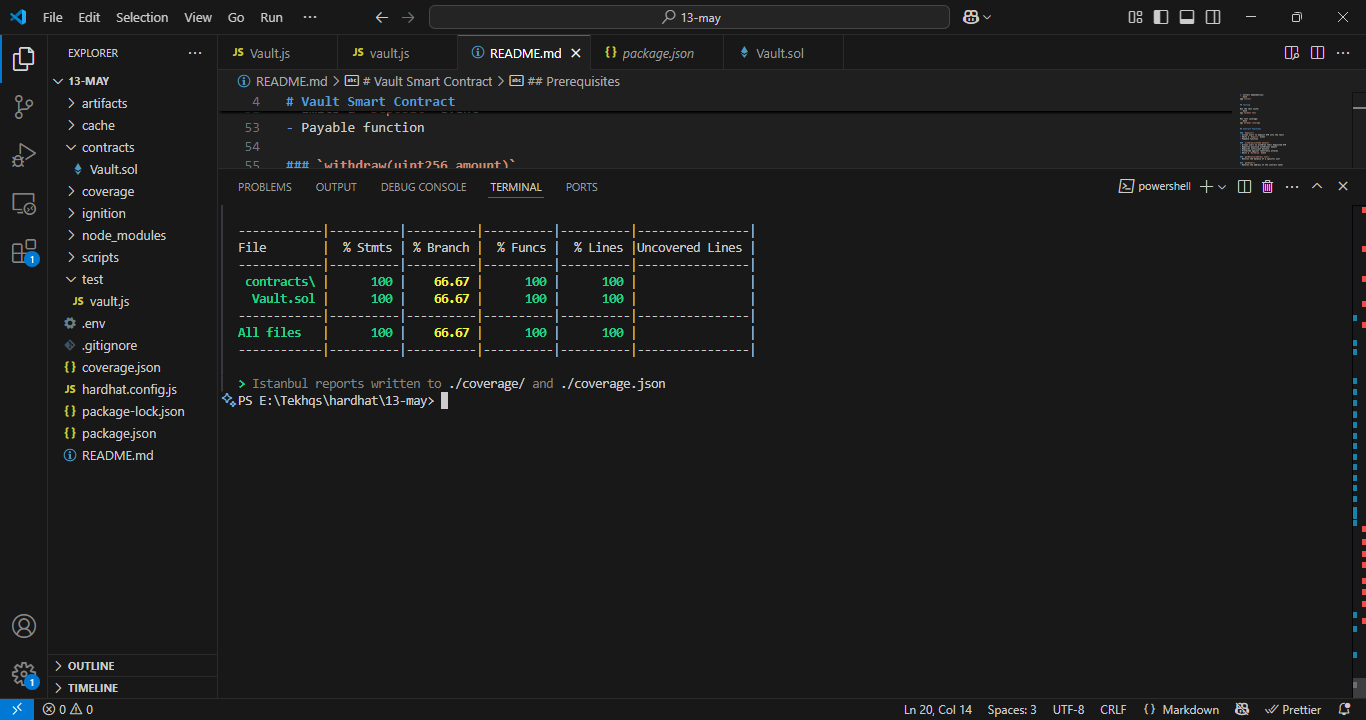 File Edit Selection View Go Run ··· 13-may
EXPLORER ···
13-MAY
artifacts
cache
contracts
Vault.sol
coverage
ignition
node_modules
scripts
test
JS vault.js
.env
.gitignore
{} coverage.json
JS hardhat.config.js
{} package-lock.json
{} package.json
README.md
OUTLINE
TIMELINE
1
1
JS Vault.js JS vault.js README.md {} package.json Vault.sol
README.md > # Vault Smart Contract > ## Prerequisites
4 # Vault Smart Contract
53 - Payable function
54
55 ### `withdraw(uint256 amount)`
PROBLEMS OUTPUT DEBUG CONSOLE TERMINAL PORTS powershell
------------|----------|----------|----------|----------|----------------|
File | % Stmts | % Branch | % Funcs | % Lines |Uncovered Lines |
------------|----------|----------|----------|----------|----------------|
contracts\ | 100 | 66.67 | 100 | 100 | |
Vault.sol | 100 | 66.67 | 100 | 100 | |
------------|----------|----------|----------|----------|----------------|
All files | 100 | 66.67 | 100 | 100 | |
------------|----------|----------|----------|----------|----------------|
> Istanbul reports written to ./coverage/ and ./coverage.json
PS E:\Tekhqs\hardhat\13-may>
0 0 Ln 20, Col 14 Spaces: 3 UTF-8 CRLF {} Markdown Prettier